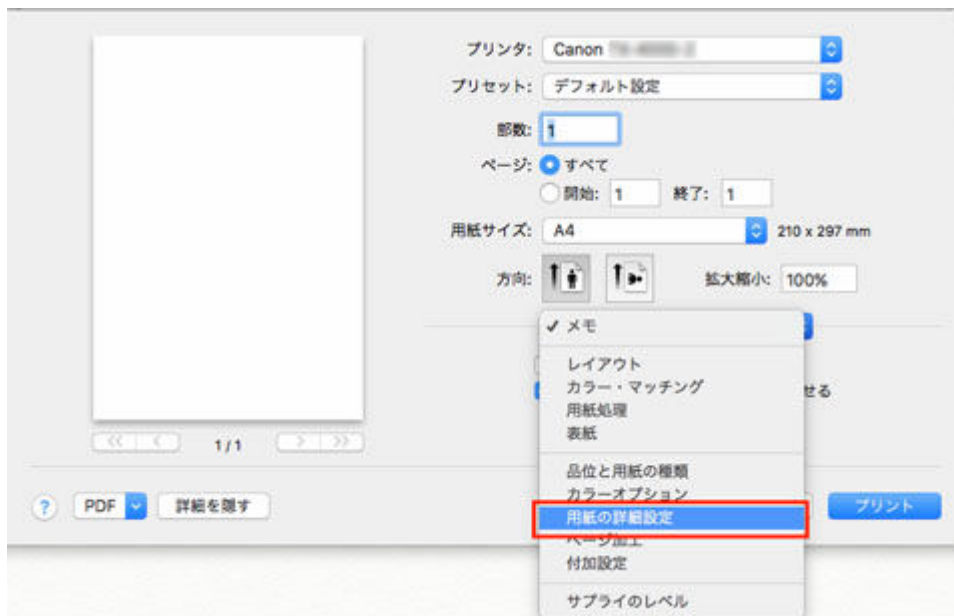 プリンタ: Canon
プリセット: デフォルト設定
部数: 1
ページ: すべて
開始: 1 終了: 1
用紙サイズ: A4 210 x 297 mm
方向: 拡大縮小: 100%
✓ メモ
レイアウト
カラー・マッチング
せる
用紙処理
表紙
1/1
品位と用紙の種類
カラーオプション
? PDF 詳細を隠す 用紙の詳細設定 プリント
ページ加工
付加設定
サプライのレベル